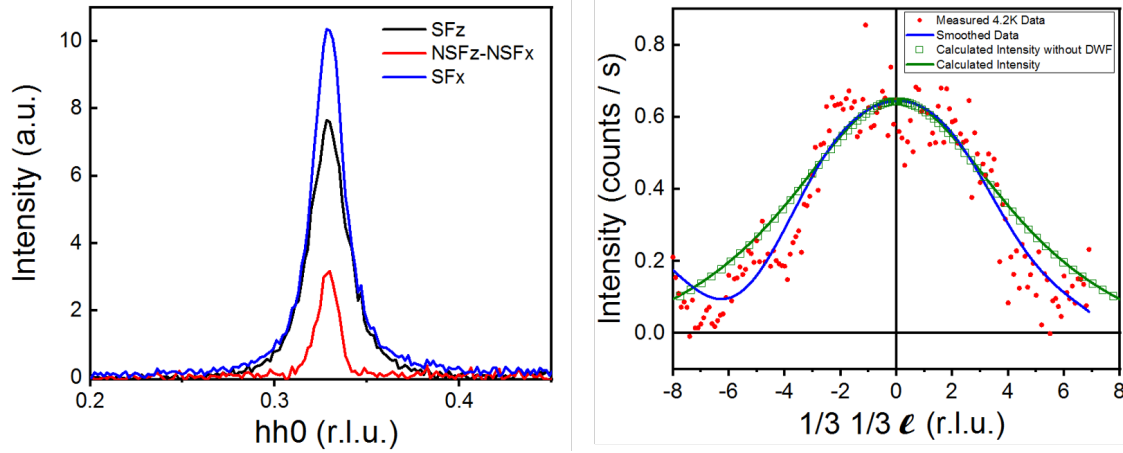 SFz
NSFz-NSFx
SFx
Intensity (a.u.)
10
8
6
4
2
0
0.2
0.3
0.4
hh0 (r.l.u.)
Measured 4.2K Data
Smoothed Data
Calculated Intensity without DWF
Calculated Intensity
Intensity (counts / s)
0.8
0.6
0.4
0.2
0.0
-8
-6
-4
-2
0
2
4
6
8
1/3 1/3 ℓ (r.l.u.)